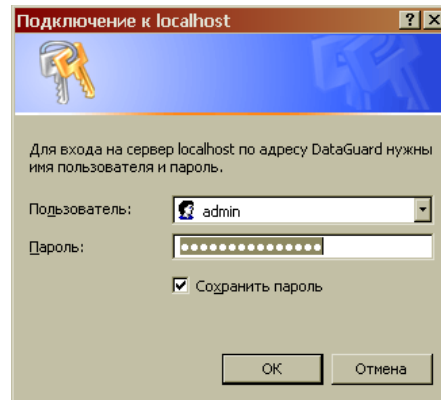 Подключение к localhost
Для входа на сервер localhost по адресу DataGuard нужны
имя пользователя и пароль.
Пользователь: admin
Пароль: ●●●●●●●●●●●●●●●
Сохранить пароль
ОК Отмена